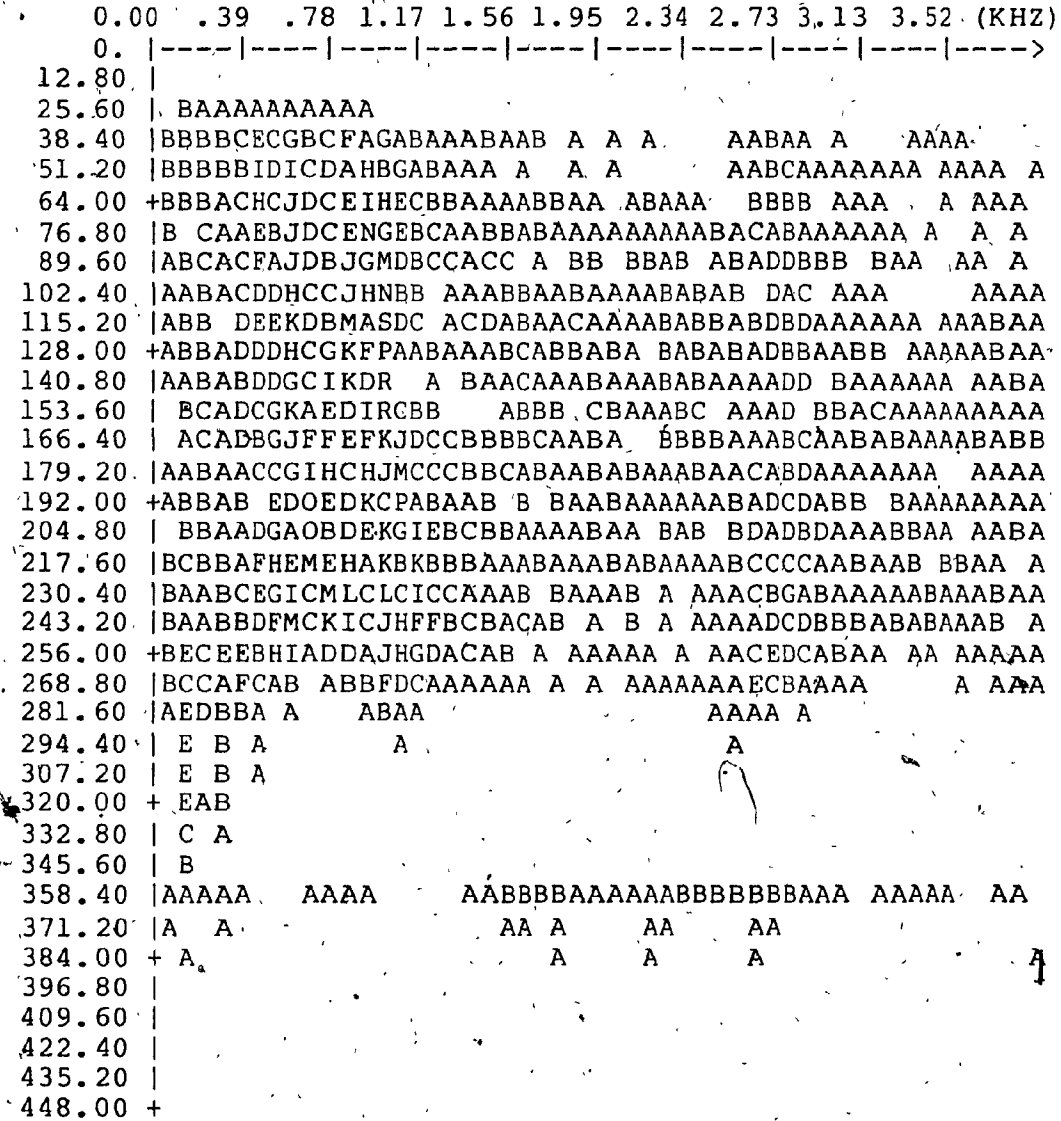 0.00 .39 .78 1.17 1.56 1.95 2.34 2.73 3.13 3.52 (KHZ)
0. |----|----|----|----|----|----|----|----|----|---->
12.80 |
25.60 | BAAAAAAAAAAA
38.40 |BBBBCECGBCFAGABAAABAAB A A A    AABAA A   AAAA
51.20 |BBBBBIDICDAHBGABAAA A  A A      AABCAAAAAAA AAAA A
64.00 +BBBACHCJDCEIHECBBAAAABBAA ABAAA  BBBB AAA  A AAA
76.80 |B CAAEBJDCENGEBCAABBABAAAAAAAAAABACABAAAAAA A  A A
89.60 |ABCACFAJDBJGMDBCCACC A BB BBAB ABADDBBB BAA AA A
102.40 |AABACDDHCCJHNBB AAABBAABAAAABABAB DAC AAA    AAAA
115.20 |ABB DEEKDBMASDC ACDABAACAAAABABBABDBDAAAAAA AAABAA
128.00 +ABBADDDHCGKFPAABAAABCABBABA BABABADBBAABB AAAAABAA
140.80 |AABABDDGCIKDR  A BAACAAABAAABABAAAADD BAAAAAA AABA
153.60 | BCADCGKAEDIRCBB   ABBB CBAAABC AAAD BBACAAAAAAAAA
166.40 | ACADBGJFFEFKJDCCBBBBCAABA  BBBBAAABCAABABAAAABABB
179.20 |AABAACCGIHCHJMCCCBBCABAABABAAABAACABDAAAAAAA  AAAA
192.00 +ABBAB EDOEDKCPABAAB B BAABAAAAAABADCDABB BAAAAAAAA
204.80 | BBAADGAOBDEKGIEBCBBAAAABAA BAB BDADBDAAABBAA AABA
217.60 |BCBBAFHEMEHAKBKBBBAAABAAABABAAAABCCCCAABAAB BBAA A
230.40 |BAABCEGICMLCLCICCAAAB BAAAB A AAACBGABAAAAABAAABAA
243.20 |BAABBDFMCKICJHFFBCBACAB A B A AAAADCDBBBABABAAAB A
256.00 +BECEEBHIADDAJHGDACAB A AAAAA A AACEDCABAA AA AAAAA
268.80 |BCCAFCAB ABBFDCAAAAAA A A AAAAAAAECBAAAA     A AAA
281.60 |AEDBBA A   ABAA                AAAA A
294.40 | E B A       A                  A
307.20 | E B A
320.00 + EAB
332.80 | C A
345.60 | B
358.40 |AAAAA   AAAA     AABBBBAAAAAABBBBBBBAAA AAAAA  AA
371.20 |A  A               AA A    AA    AA
384.00 + A                    A    A     A               A
396.80 |
409.60 |
422.40 |
435.20 |
448.00 +